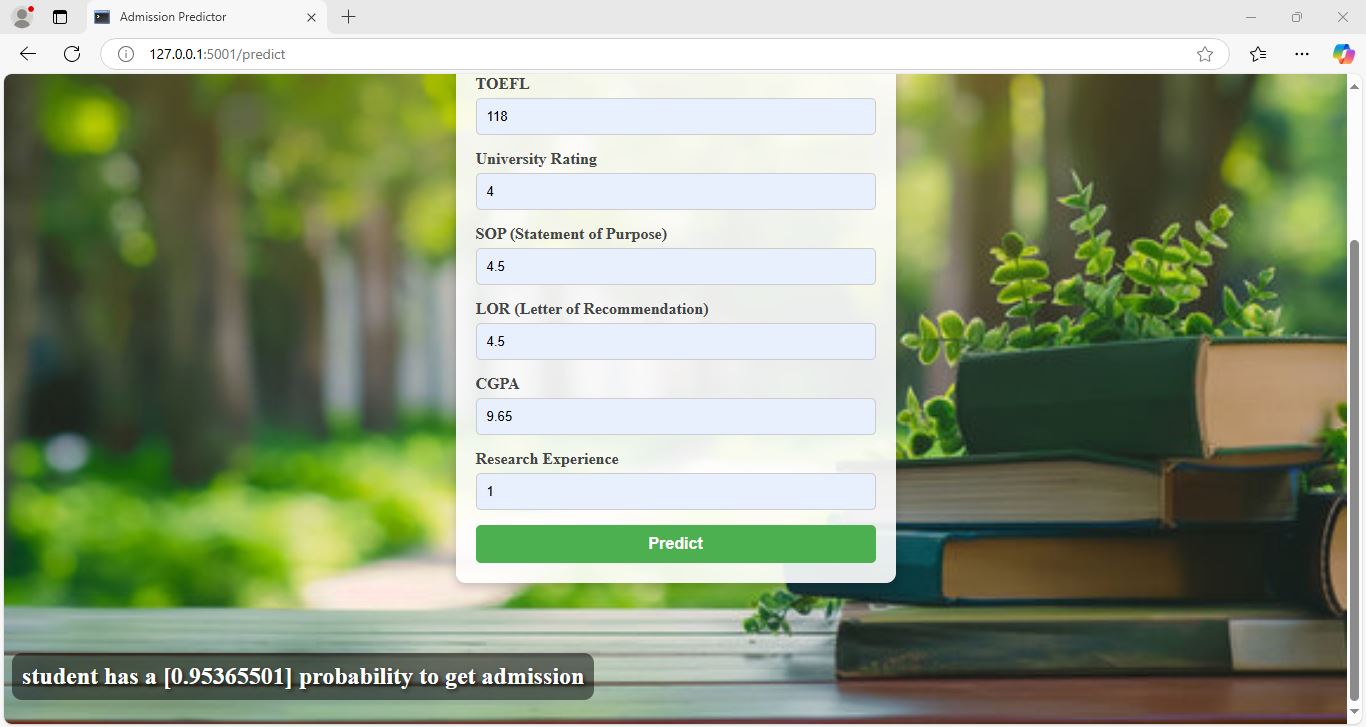 Admission Predictor
127.0.0.1:5001/predict
TOEFL
118
University Rating
4
SOP (Statement of Purpose)
4.5
LOR (Letter of Recommendation)
4.5
CGPA
9.65
Research Experience
1
Predict
student has a [0.95365501] probability to get admission